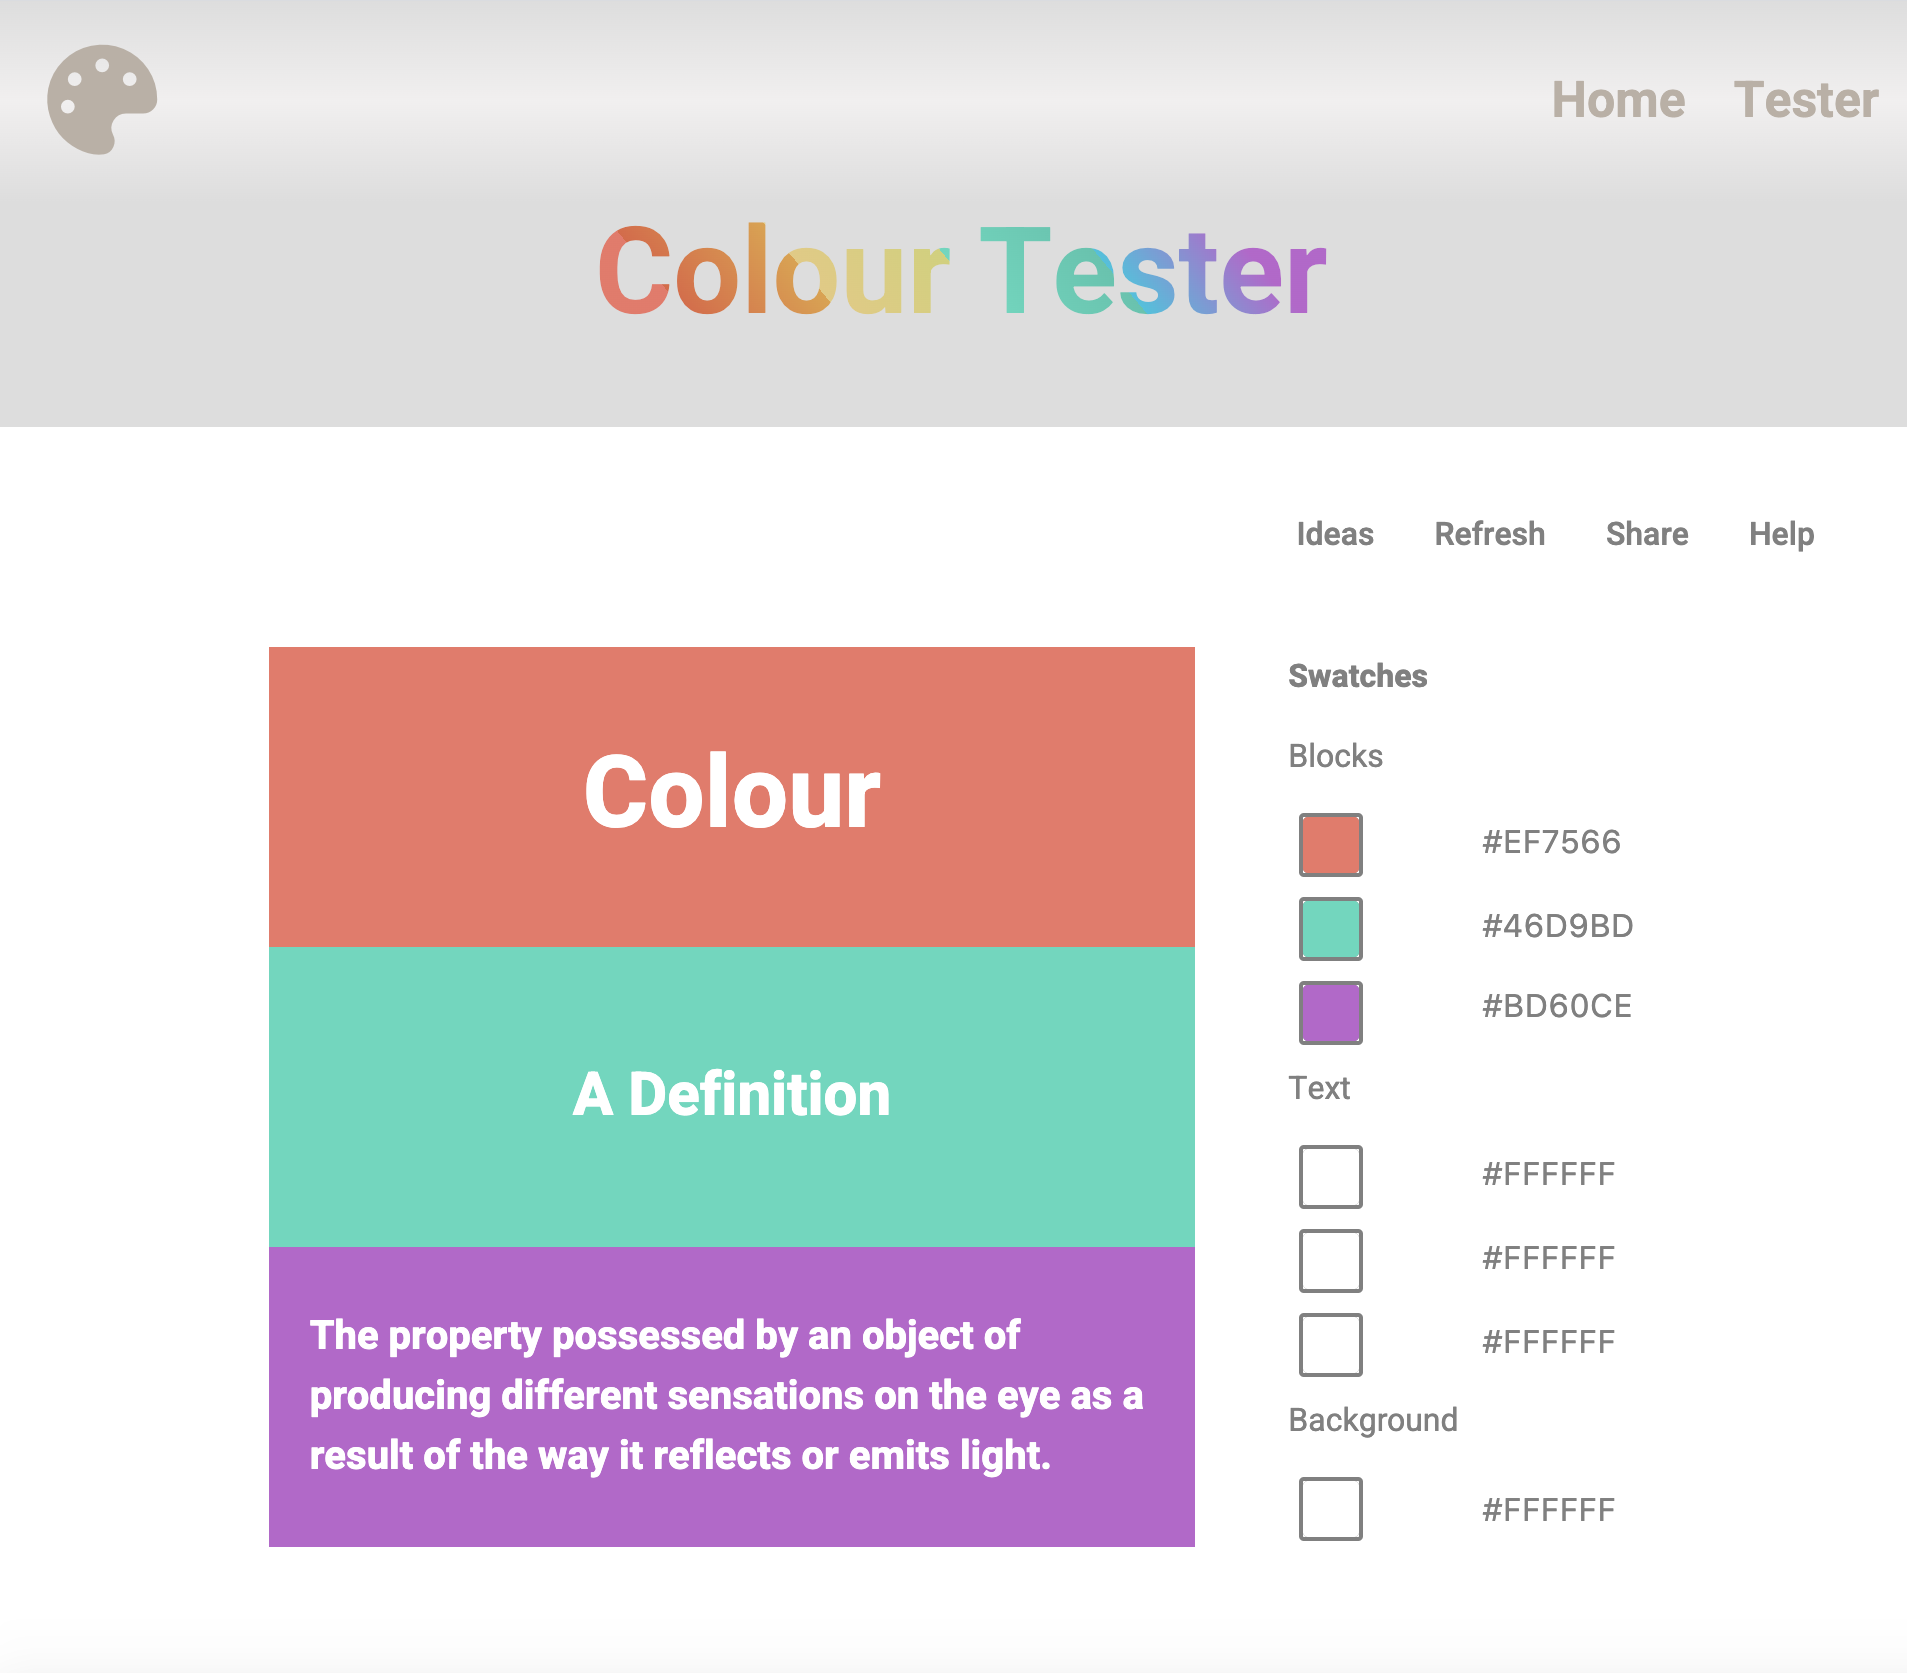 Home Tester
Colour Tester
Ideas Refresh Share Help
Colour
A Definition
The property possessed by an object of
producing different sensations on the eye as a
result of the way it reflects or emits light.
Swatches
Blocks
#EF7566
#46D9BD
#BD60CE
Text
#FFFFFF
#FFFFFF
#FFFFFF
Background
#FFFFFF